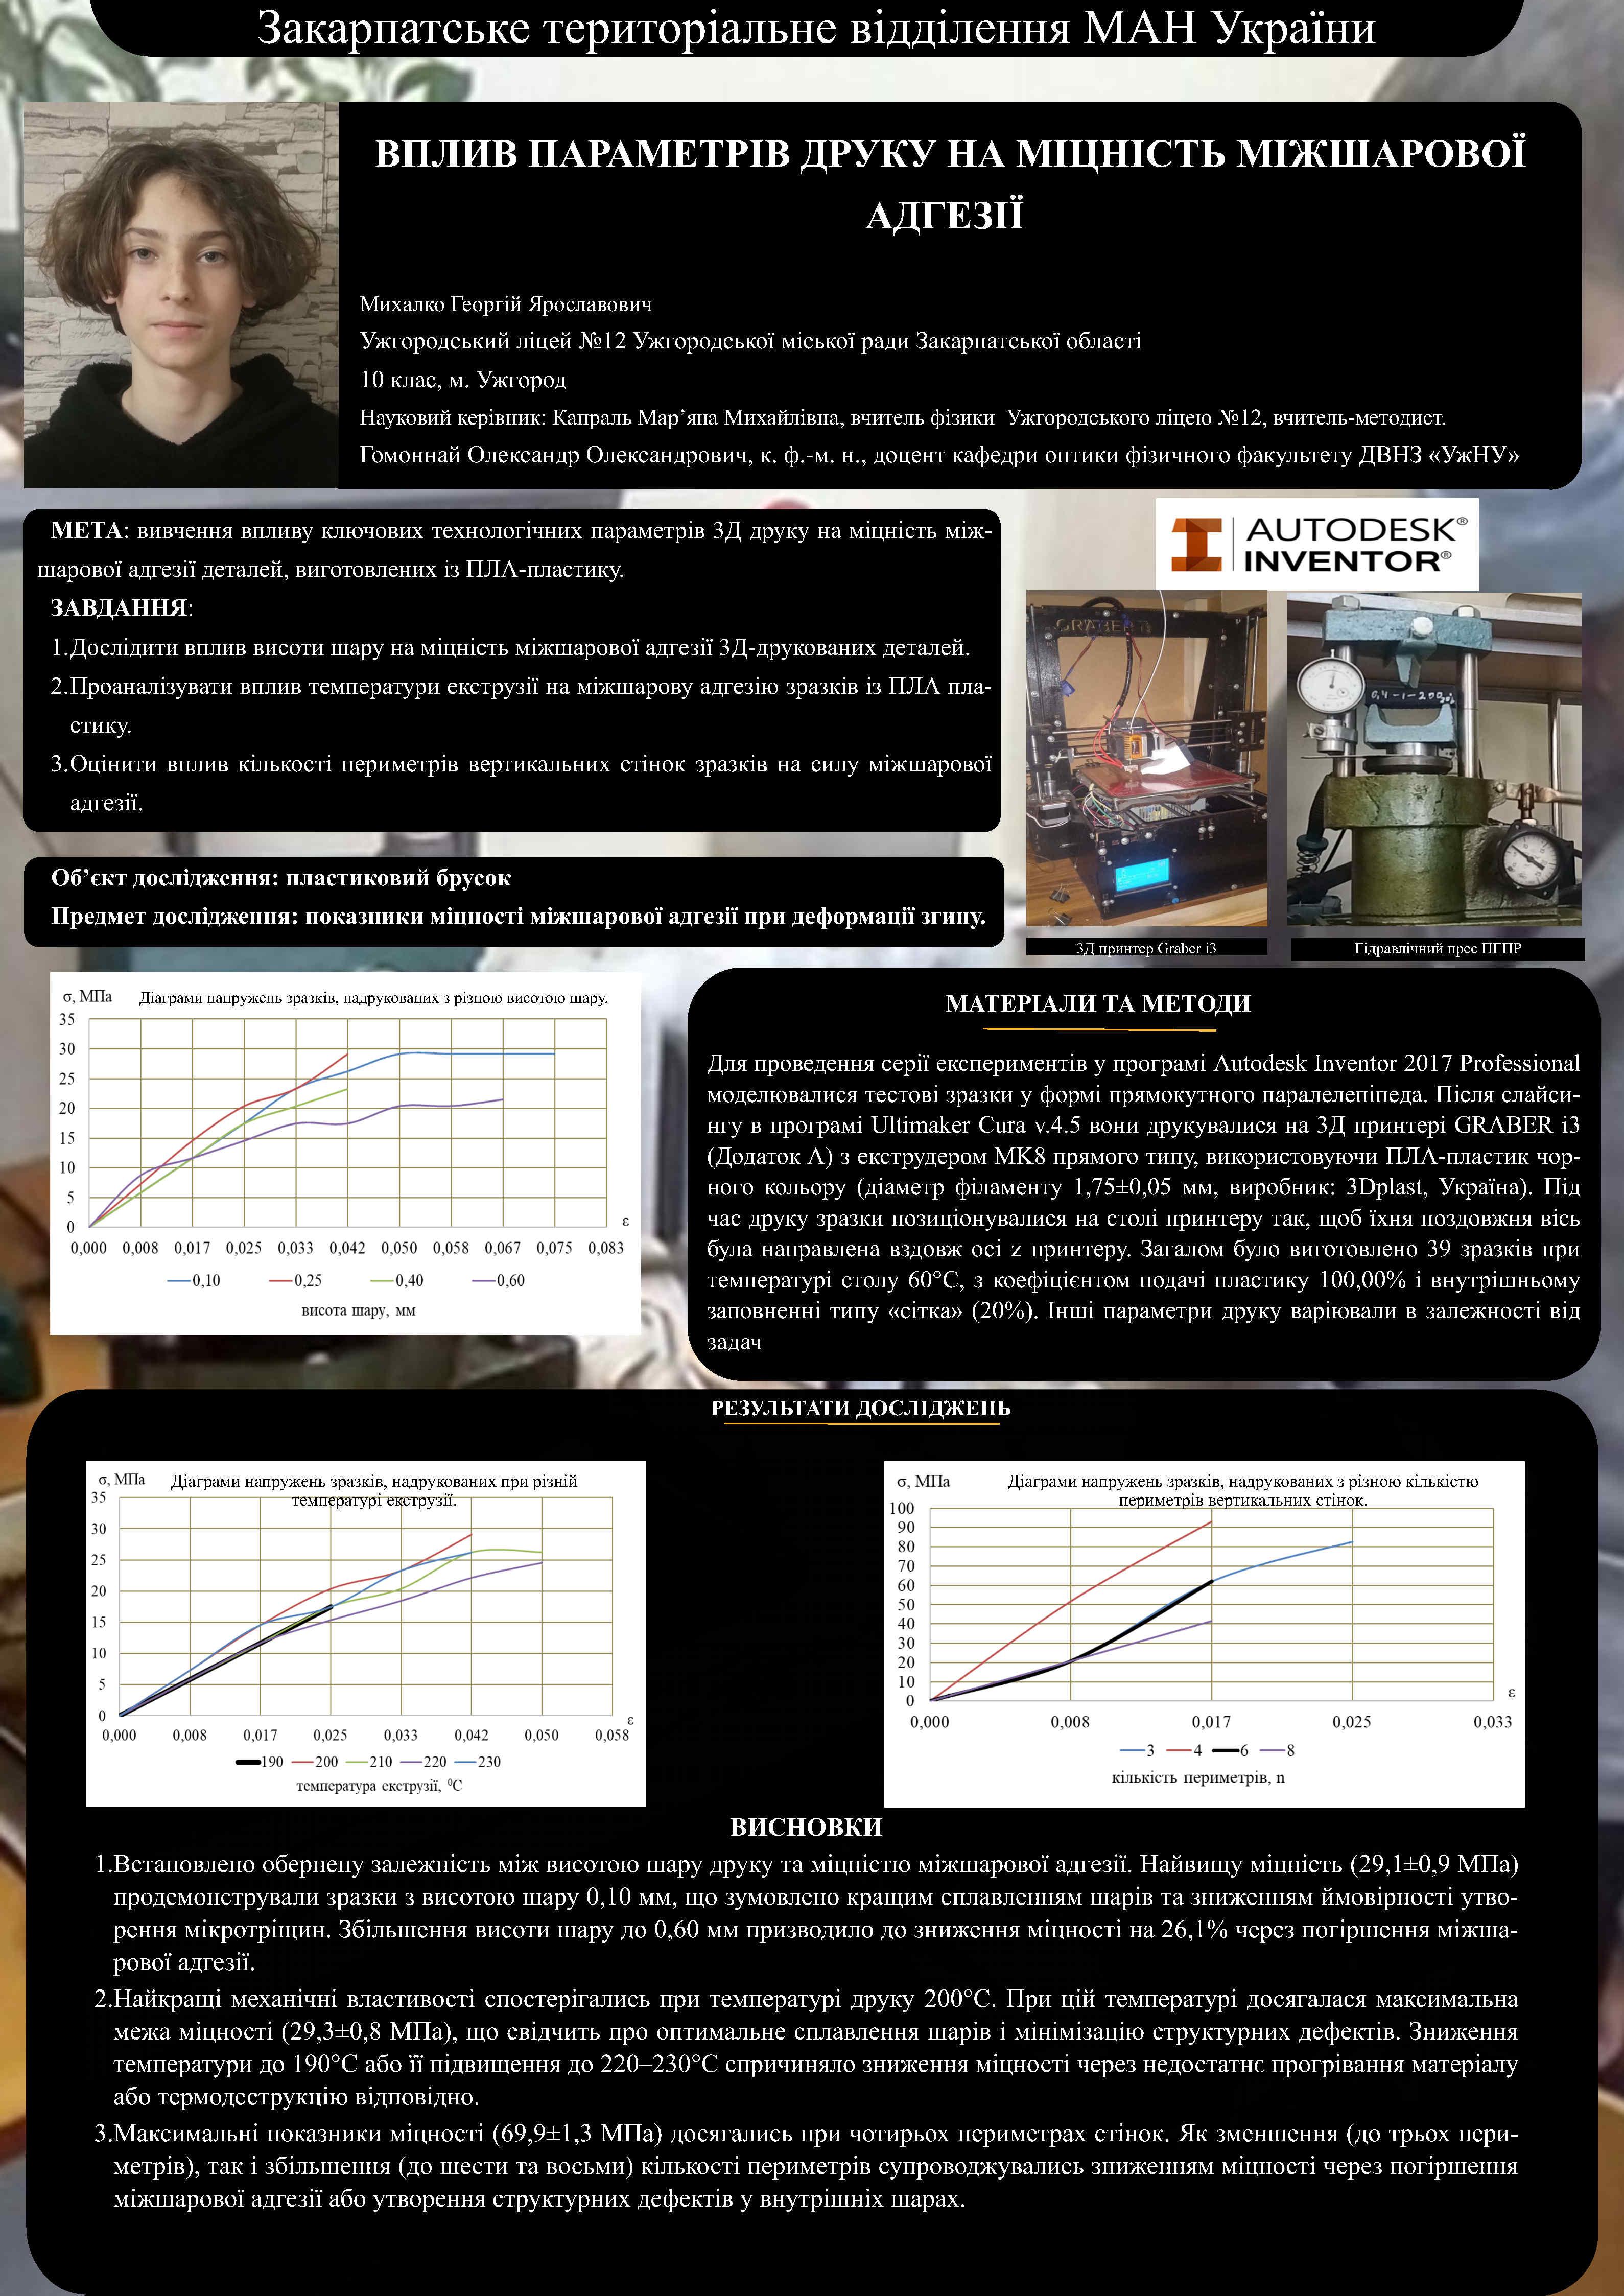 Закарпатське територіальне відділення МАН України
ВПЛИВ ПАРАМЕТРІВ ДРУКУ НА МІЦНІСТЬ МІЖШАРОВОЇ
АДГЕЗІЇ
Михалко Георгій Ярославович
Ужгородський ліцей №12 Ужгородської міської ради Закарпатської області
10 клас, м. Ужгород
Науковий керівник: Капраль Мар’яна Михайлівна, вчитель фізики Ужгородського ліцею №12, вчитель-методист.
Гомоннай Олександр Олександрович, к. ф.-м. н., доцент кафедри оптики фізичного факультету ДВНЗ «УжНУ»
МЕТА: вивчення впливу ключових технологічних параметрів 3Д друку на міцність між-
шарової адгезії деталей, виготовлених із ПЛА-пластику.
ЗАВДАННЯ:
1.Дослідити вплив висоти шару на міцність міжшарової адгезії 3Д-друкованих деталей.
2.Проаналізувати вплив температури екструзії на міжшарову адгезію зразків із ПЛА пла-
стику.
3.Оцінити вплив кількості периметрів вертикальних стінок зразків на силу міжшарової
адгезії.
AUTODESK®
INVENTOR®
GRABER
0,4-1-200
3Д принтер Graber i3
Гідравлічний прес ПГПР
Об’єкт дослідження: пластиковий брусок
Предмет дослідження: показники міцності міжшарової адгезії при деформації згину.
σ, МПа
Діаграми напружень зразків, надрукованих з різною висотою шару.
35
30
25
20
15
10
5
0
ε
0,000 0,008 0,017 0,025 0,033 0,042 0,050 0,058 0,067 0,075 0,083
0,10 0,25 0,40 0,60
висота шару, мм
МАТЕРІАЛИ ТА МЕТОДИ
Для проведення серії експериментів у програмі Autodesk Inventor 2017 Professional
моделювалися тестові зразки у формі прямокутного паралелепіпеда. Після слайси-
нгу в програмі Ultimaker Cura v.4.5 вони друкувалися на 3Д принтері GRABER i3
(Додаток А) з екструдером MK8 прямого типу, використовуючи ПЛА-пластик чор-
ного кольору (діаметр філаменту 1,75±0,05 мм, виробник: 3Dplast, Україна). Під
час друку зразки позиціонувалися на столі принтеру так, щоб їхня поздовжня вісь
була направлена вздовж осі z принтеру. Загалом було виготовлено 39 зразків при
температурі столу 60°С, з коефіцієнтом подачі пластику 100,00% і внутрішньому
заповненні типу «сітка» (20%). Інші параметри друку варіювали в залежності від
задач
РЕЗУЛЬТАТИ ДОСЛІДЖЕНЬ
σ, МПа
Діаграми напружень зразків, надрукованих при різній
температурі екструзії.
35
30
25
20
15
10
5
0
ε
0,000 0,008 0,017 0,025 0,033 0,042 0,050 0,058
190 200 210 220 230
температура екструзії, ⁰С
σ, МПа
Діаграми напружень зразків, надрукованих з різною кількістю
периметрів вертикальних стінок.
100
90
80
70
60
50
40
30
20
10
0
ε
0,000 0,008 0,017 0,025 0,033
3 4 6 8
кількість периметрів, n
ВИСНОВКИ
1.Встановлено обернену залежність між висотою шару друку та міцністю міжшарової адгезії. Найвищу міцність (29,1±0,9 МПа)
продемонстрували зразки з висотою шару 0,10 мм, що зумовлено кращим сплавленням шарів та зниженням ймовірності утво-
рення мікротріщин. Збільшення висоти шару до 0,60 мм призводило до зниження міцності на 26,1% через погіршення міжша-
рової адгезії.
2.Найкращі механічні властивості спостерігались при температурі друку 200°С. При цій температурі досягалася максимальна
межа міцності (29,3±0,8 МПа), що свідчить про оптимальне сплавлення шарів і мінімізацію структурних дефектів. Зниження
температури до 190°С або її підвищення до 220–230°С спричиняло зниження міцності через недостатнє прогрівання матеріалу
або термодеструкцію відповідно.
3.Максимальні показники міцності (69,9±1,3 МПа) досягались при чотирьох периметрах стінок. Як зменшення (до трьох пери-
метрів), так і збільшення (до шести та восьми) кількості периметрів супроводжувались зниженням міцності через погіршення
міжшарової адгезії або утворення структурних дефектів у внутрішніх шарах.